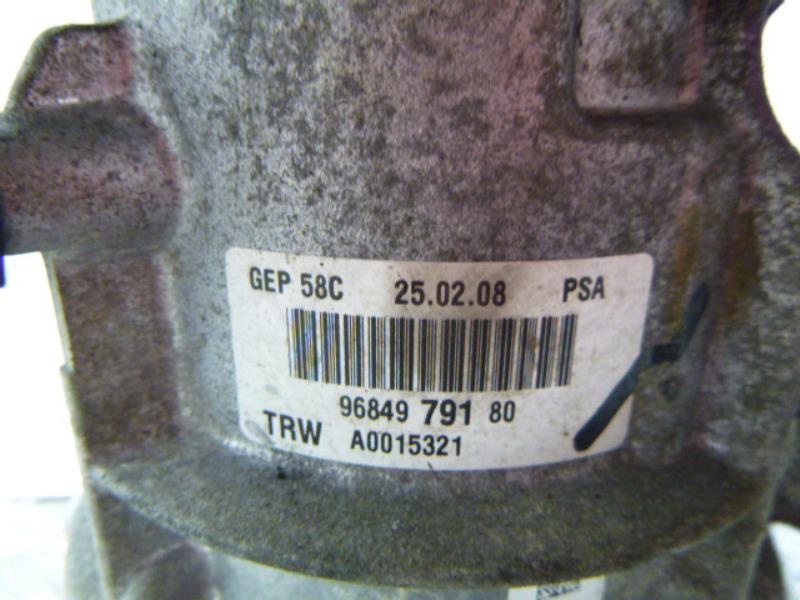 GEP 58C 25.02.08 PSA
96849 791 80
TRW A0015321